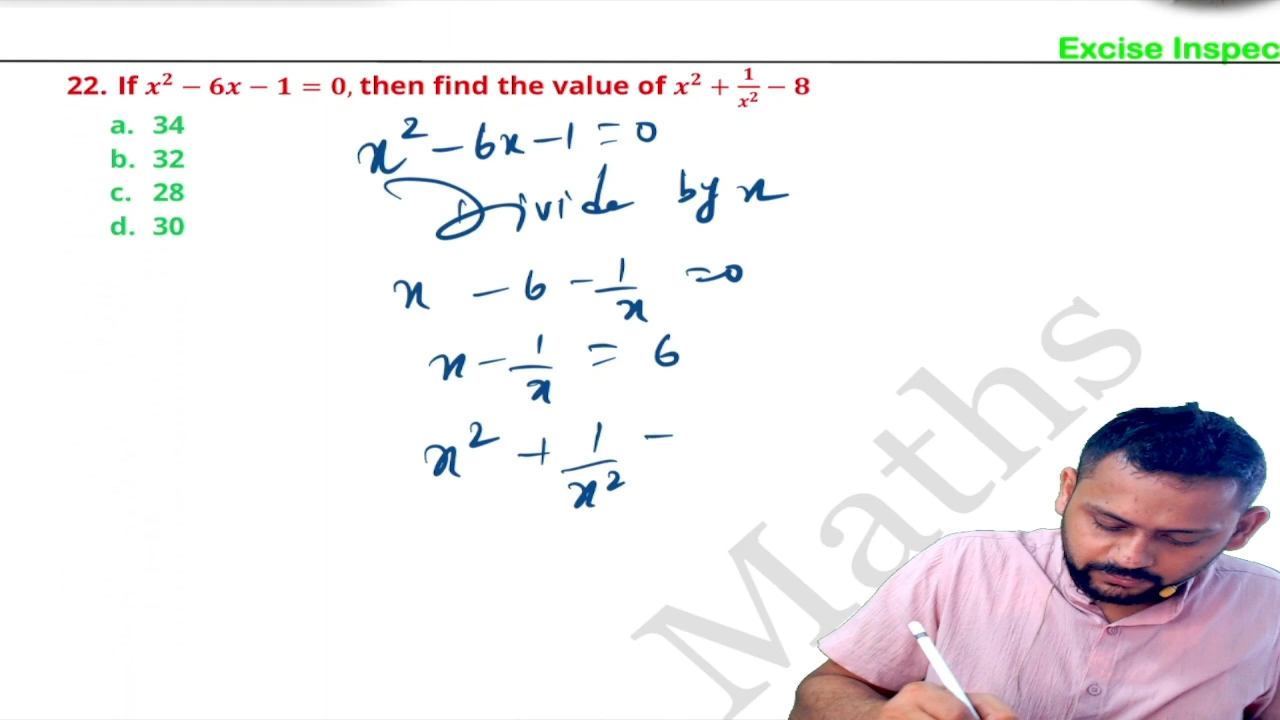 Excise Inspec
22. If x² − 6x − 1 = 0, then find the value of x² + 1/x² − 8
a. 34
b. 32
c. 28
d. 30
x² − 6x − 1 = 0
Divide by x
x − 6 − 1/x = 0
x − 1/x = 6
x² + 1/x² −
Maths